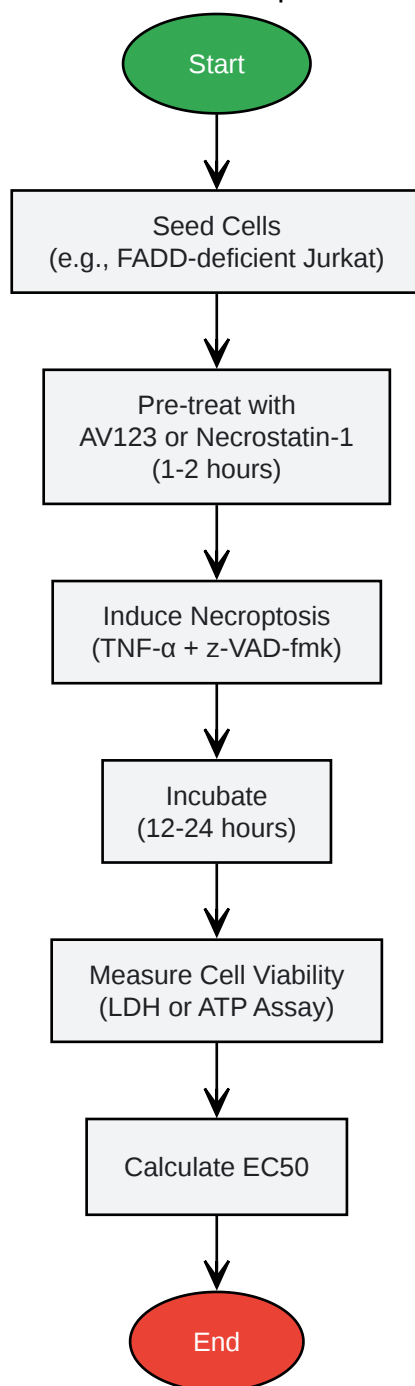 Start
Seed Cells
(e.g., FADD-deficient Jurkat)
Pre-treat with
AV123 or Necrostatin-1
(1-2 hours)
Induce Necroptosis
(TNF-α + z-VAD-fmk)
Incubate
(12-24 hours)
Measure Cell Viability
(LDH or ATP Assay)
Calculate EC50
End